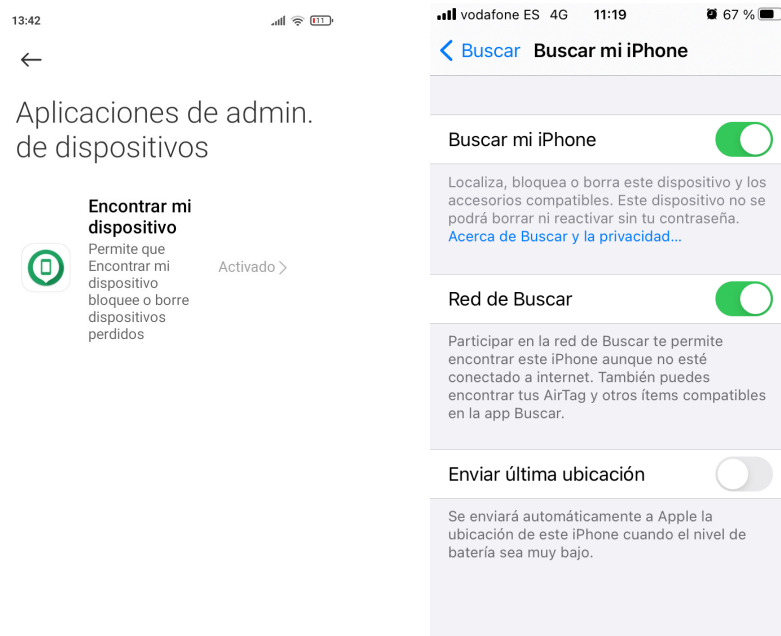 13:42
11
Aplicaciones de admin.
de dispositivos
Encontrar mi
dispositivo
Permite que
Encontrar mi
dispositivo
bloquee o borre
dispositivos
perdidos
Activado
vodafone ES 4G 11:19 67 %
Buscar Buscar mi iPhone
Buscar mi iPhone
Localiza, bloquea o borra este dispositivo y los
accesorios compatibles. Este dispositivo no se
podrá borrar ni reactivar sin tu contraseña.
Acerca de Buscar y la privacidad...
Red de Buscar
Participar en la red de Buscar te permite
encontrar este iPhone aunque no esté
conectado a internet. También puedes
encontrar tus AirTag y otros ítems compatibles
en la app Buscar.
Enviar última ubicación
Se enviará automáticamente a Apple la
ubicación de este iPhone cuando el nivel de
batería sea muy bajo.